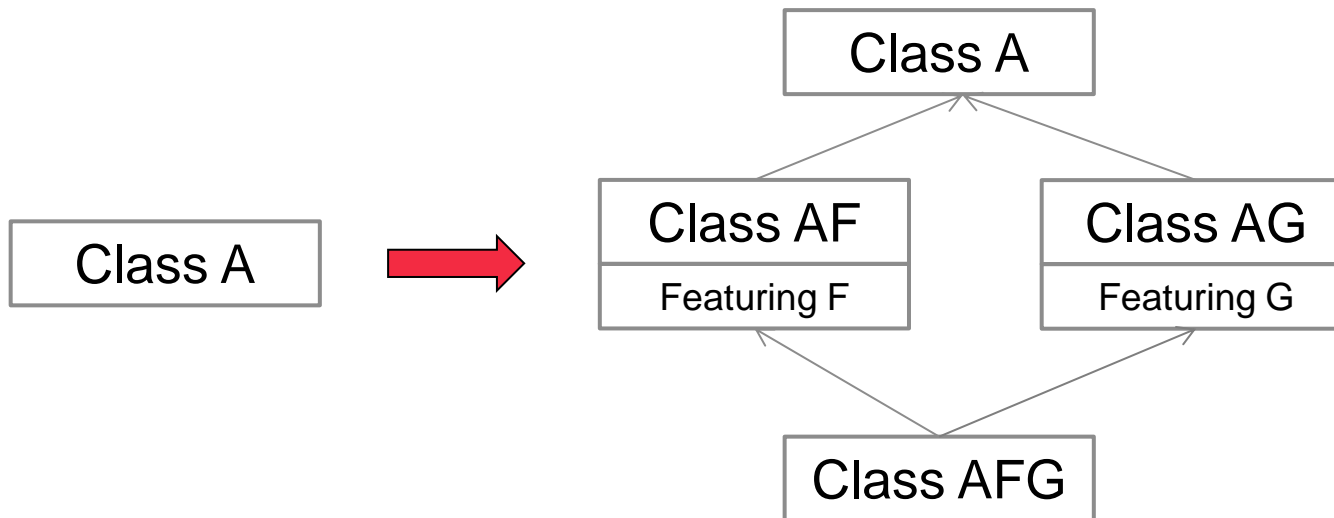 Class A
Class A
Class AF
Featuring F
Class AG
Featuring G
Class AFG